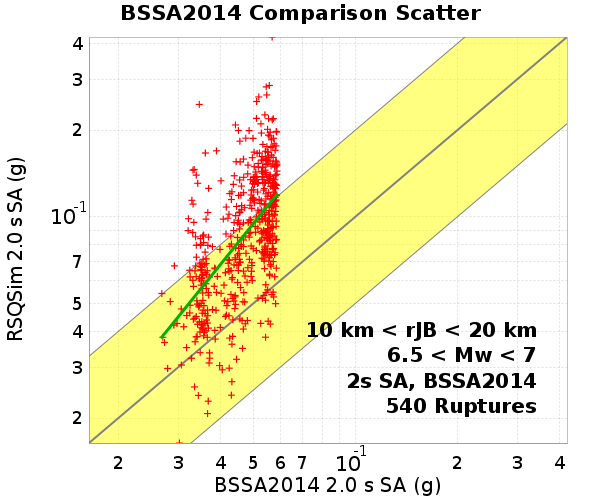 BSSA2014 Comparison Scatter
RSQSim 2.0 s SA (g)
4
3
2
10-1
7
5
4
3
2
10 km < rJB < 20 km
6.5 < Mw < 7
2s SA, BSSA2014
540 Ruptures
2 3 4 5 6 7 10-1 2 3 4
BSSA2014 2.0 s SA (g)